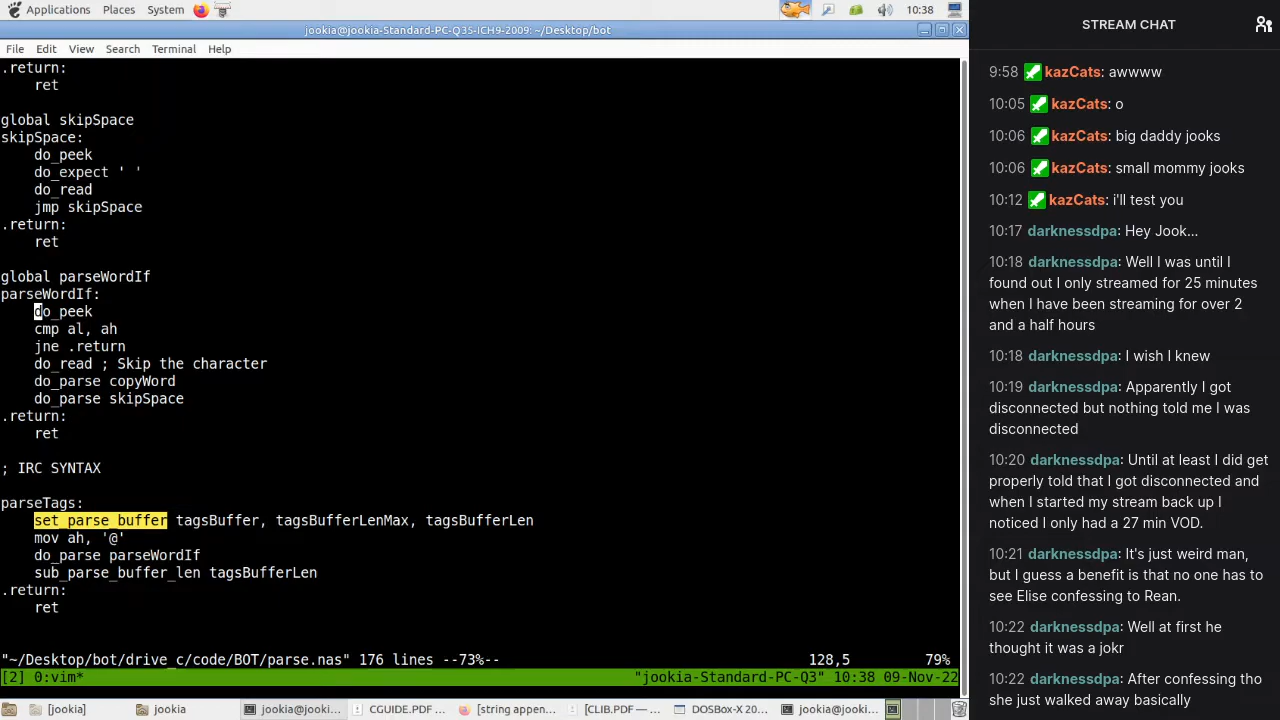 Applications Places System 10:38
jookia@jookia-Standard-PC-Q35-ICH9-2009: ~/Desktop/bot
File Edit View Search Terminal Help
.return:
ret
global skipSpace
skipSpace:
do_peek
do_expect ' '
do_read
jmp skipSpace
.return:
ret
global parseWordIf
parseWordIf:
do_peek
cmp al, ah
jne .return
do_read ; Skip the character
do_parse copyWord
do_parse skipSpace
.return:
ret
; IRC SYNTAX
parseTags:
set_parse_buffer tagsBuffer, tagsBufferLenMax, tagsBufferLen
mov ah, '@'
do_parse parseWordIf
sub_parse_buffer_len tagsBufferLen
.return:
ret
"~/Desktop/bot/drive_c/code/BOT/parse.nas" 176 lines --73%-- 128,5 79%
[2] 0:vim* "jookia-Standard-PC-Q3" 10:38 09-Nov-22
[jookia] jookia jookia@jooki... CGUIDE.PDF ... [string appen... [CLIB.PDF — ... DOSBox-X 20... jookia@jooki...
STREAM CHAT
9:58 kazCats: awwww
10:05 kazCats: o
10:06 kazCats: big daddy jooks
10:06 kazCats: small mommy jooks
10:12 kazCats: i'll test you
10:17 darknessdpa: Hey Jook...
10:18 darknessdpa: Well I was until I
found out I only streamed for 25 minutes
when I have been streaming for over 2
and a half hours
10:18 darknessdpa: I wish I knew
10:19 darknessdpa: Apparently I got
disconnected but nothing told me I was
disconnected
10:20 darknessdpa: Until at least I did get
properly told that I got disconnected and
when I started my stream back up I
noticed I only had a 27 min VOD.
10:21 darknessdpa: It's just weird man,
but I guess a benefit is that no one has to
see Elise confessing to Rean.
10:22 darknessdpa: Well at first he
thought it was a jokr
10:22 darknessdpa: After confessing tho
she just walked away basically